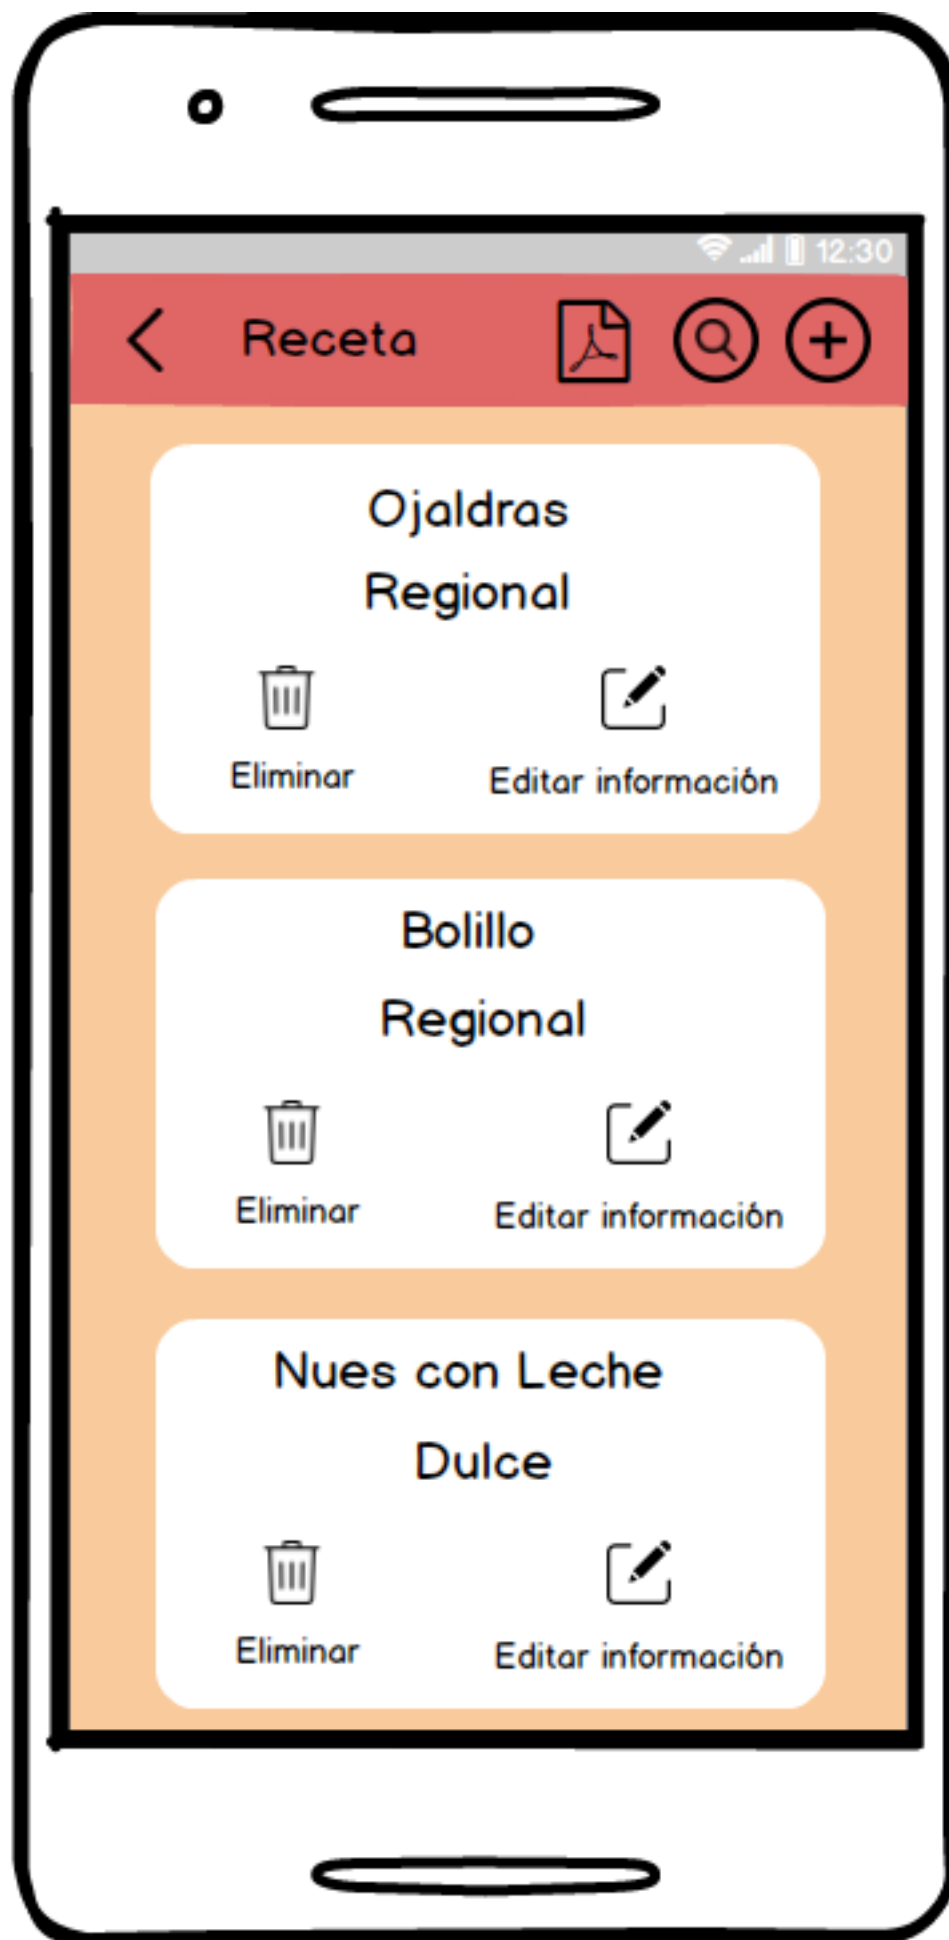 12:30
Receta
Ojaldras
Regional
Eliminar
Editar información
Bolillo
Regional
Eliminar
Editar información
Nues con Leche
Dulce
Eliminar
Editar información